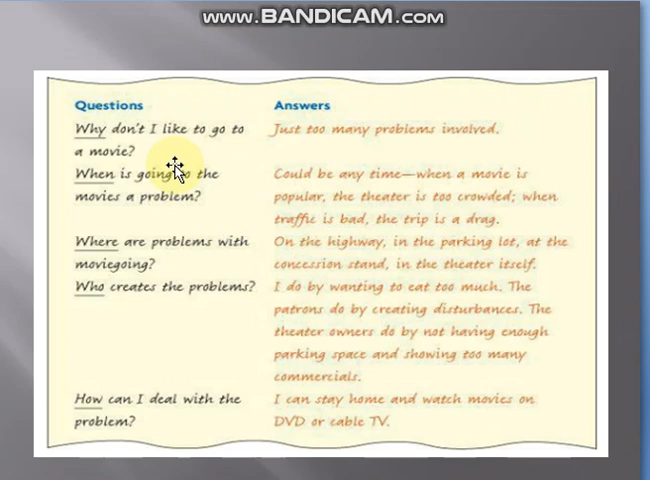 WWW.BANDICAM.COM
Questions Answers
Why don't I like to go to Just too many problems involved.
a movie?
When is going to the Could be any time—when a movie is
movies a problem? popular, the theater is too crowded; when
traffic is bad, the trip is a drag.
Where are problems with On the highway, in the parking lot, at the
moviegoing? concession stand, in the theater itself.
Who creates the problems? I do by wanting to eat too much. The
patrons do by creating disturbances. The
theater owners do by not having enough
parking space and showing too many
commercials.
How can I deal with the I can stay home and watch movies on
problem? DVD or cable TV.